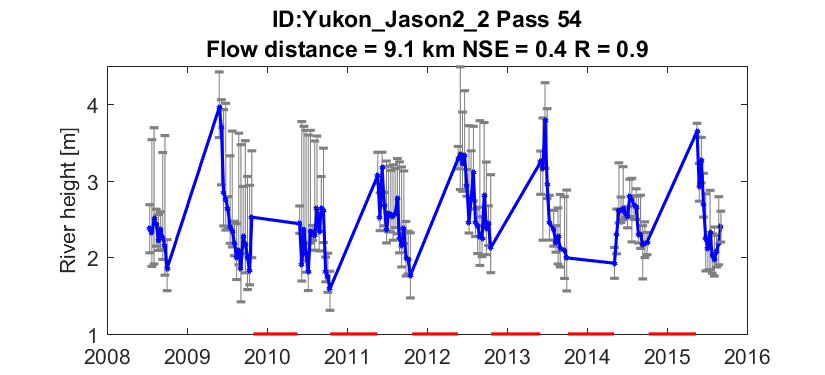 ID:Yukon_Jason2_2 Pass 54
Flow distance = 9.1 km NSE = 0.4 R = 0.9
River height [m]
4
3
2
1
2008 2009 2010 2011 2012 2013 2014 2015 2016